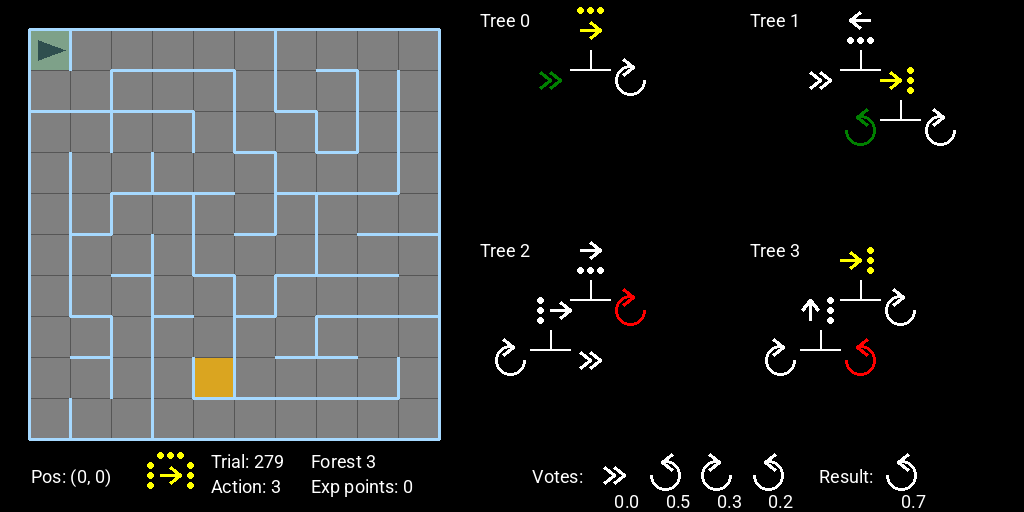 Tree 0
Tree 1
Tree 2
Tree 3
Pos: (0, 0)
Trial: 279
Forest 3
Action: 3
Exp points: 0
Votes:
Result:
0.0
0.5
0.3
0.2
0.7